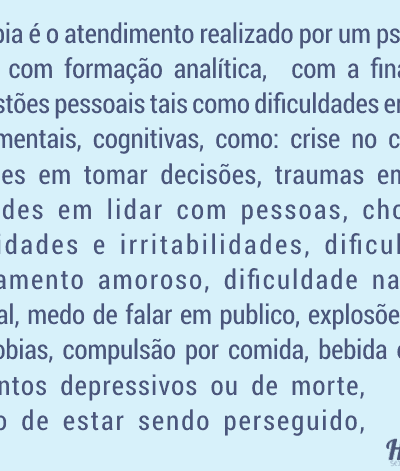 bia é o atendimento realizado por um ps
com formação analítica, com a fina
stões pessoais tais como dificuldades en
mentais, cognitivas, como: crise no c
es em tomar decisões, traumas en
des em lidar com pessoas, cho
idades e irritabilidades, dificul
amento amoroso, dificuldade na
al, medo de falar em publico, explosõe
obias, compulsão por comida, bebida
ntos depressivos ou de morte,
o de estar sendo perseguido,
H